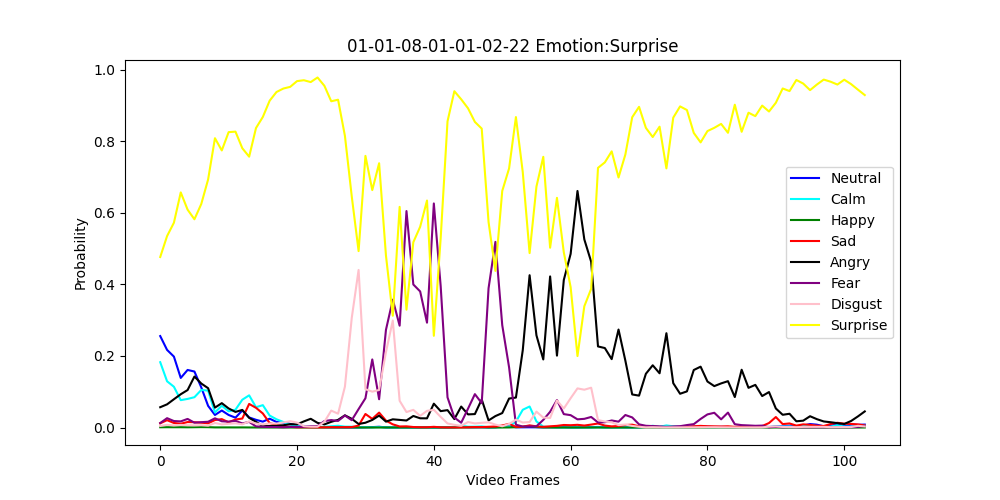 01-01-08-01-01-02-22 Emotion:Surprise
1.0
0.8
0.6
0.4
0.2
0.0
Probability
0 20 40 60 80 100
Video Frames
Neutral
Calm
Happy
Sad
Angry
Fear
Disgust
Surprise